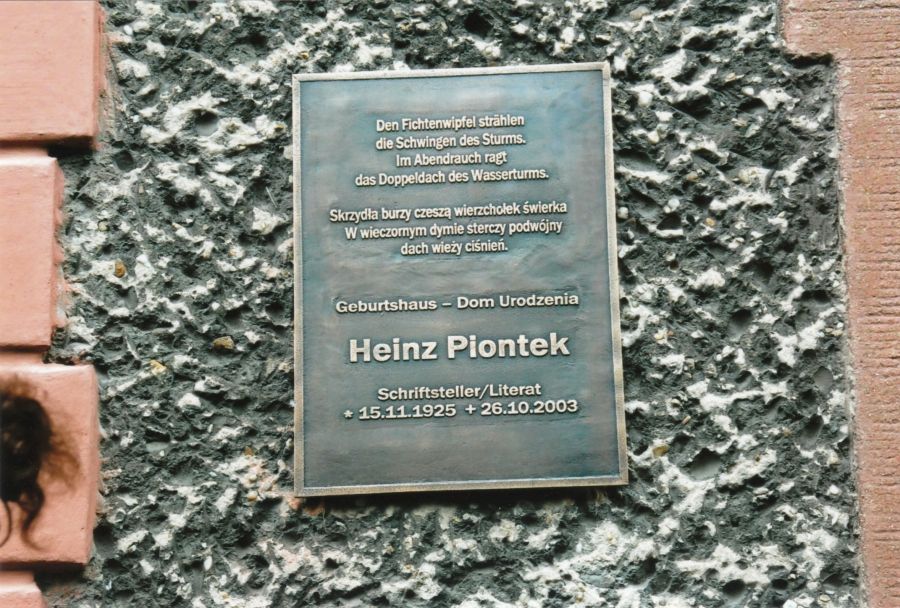 Den Fichtenwipfel strählen
die Schwingen des Sturms.
Im Abendrauch ragt
das Doppeldach des Wasserturms.
Skrzydła burzy czeszą wierzchołek świerka
W wieczornym dymie sterczy podwójny
dach wieży ciśnień.
Geburtshaus – Dom Urodzenia
Heinz Piontek
Schriftsteller/Literat
* 15.11.1925 + 26.10.2003